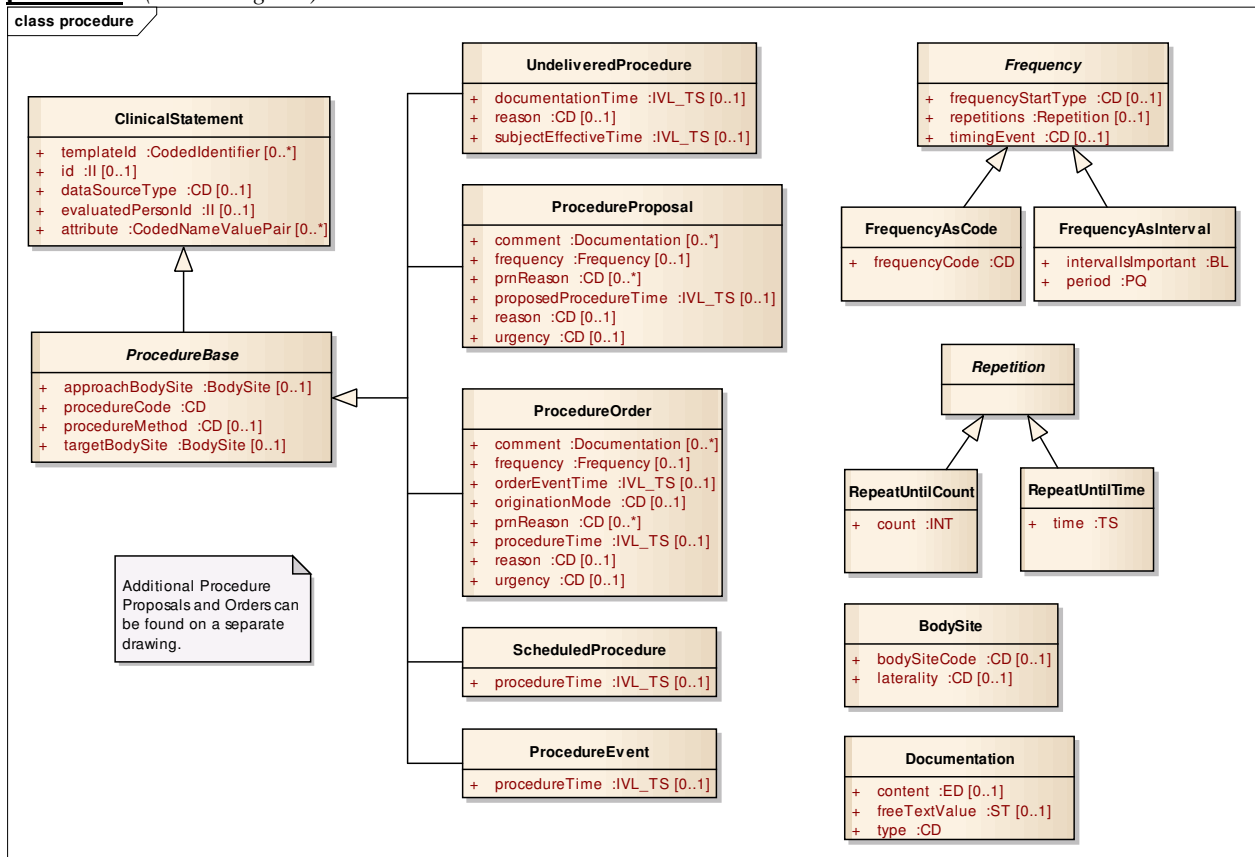 class procedure
ClinicalStatement
+ templateId :CodedIdentifier [0..*]
+ id :II [0..1]
+ dataSourceType :CD [0..1]
+ evaluatedPersonId :II [0..1]
+ attribute :CodedNameValuePair [0..*]
ProcedureBase
+ approachBodySite :BodySite [0..1]
+ procedureCode :CD
+ procedureMethod :CD [0..1]
+ targetBodySite :BodySite [0..1]
Additional Procedure
Proposals and Orders can
be found on a separate
drawing.
UndeliveredProcedure
+ documentationTime :IVL_TS [0..1]
+ reason :CD [0..1]
+ subjectEffectiveTime :IVL_TS [0..1]
ProcedureProposal
+ comment :Documentation [0..*]
+ frequency :Frequency [0..1]
+ prnReason :CD [0..*]
+ proposedProcedureTime :IVL_TS [0..1]
+ reason :CD [0..1]
+ urgency :CD [0..1]
ProcedureOrder
+ comment :Documentation [0..*]
+ frequency :Frequency [0..1]
+ orderEventTime :IVL_TS [0..1]
+ originationMode :CD [0..1]
+ prnReason :CD [0..*]
+ procedureTime :IVL_TS [0..1]
+ reason :CD [0..1]
+ urgency :CD [0..1]
ScheduledProcedure
+ procedureTime :IVL_TS [0..1]
ProcedureEvent
+ procedureTime :IVL_TS [0..1]
Frequency
+ frequencyStartType :CD [0..1]
+ repetitions :Repetition [0..1]
+ timingEvent :CD [0..1]
FrequencyAsCode
+ frequencyCode :CD
FrequencyAsInterval
+ intervalIsImportant :BL
+ period :PQ
Repetition
RepeatUntilCount
+ count :INT
RepeatUntilTime
+ time :TS
BodySite
+ bodySiteCode :CD [0..1]
+ laterality :CD [0..1]
Documentation
+ content :ED [0..1]
+ freeTextValue :ST [0..1]
+ type :CD